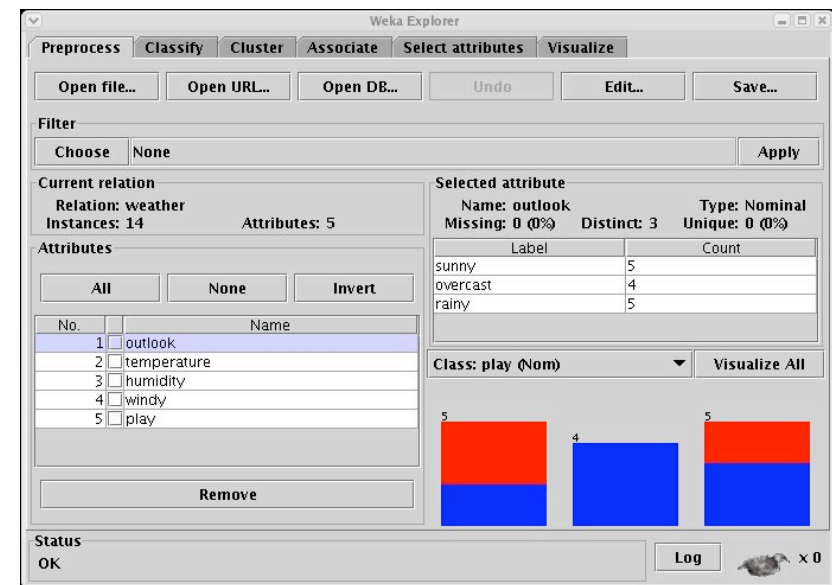 Weka Explorer
Preprocess Classify Cluster Associate Select attributes Visualize
Open file... Open URL... Open DB... Undo Edit... Save...
Filter
Choose None Apply
Current relation
Relation: weather
Instances: 14 Attributes: 5
Attributes
All None Invert
No. Name
1 outlook
2 temperature
3 humidity
4 windy
5 play
Remove
Selected attribute
Name: outlook Type: Nominal
Missing: 0 (0%) Distinct: 3 Unique: 0 (0%)
Label Count
sunny 5
overcast 4
rainy 5
Class: play (Nom) Visualize All
5 4 5
Status
OK
Log x 0